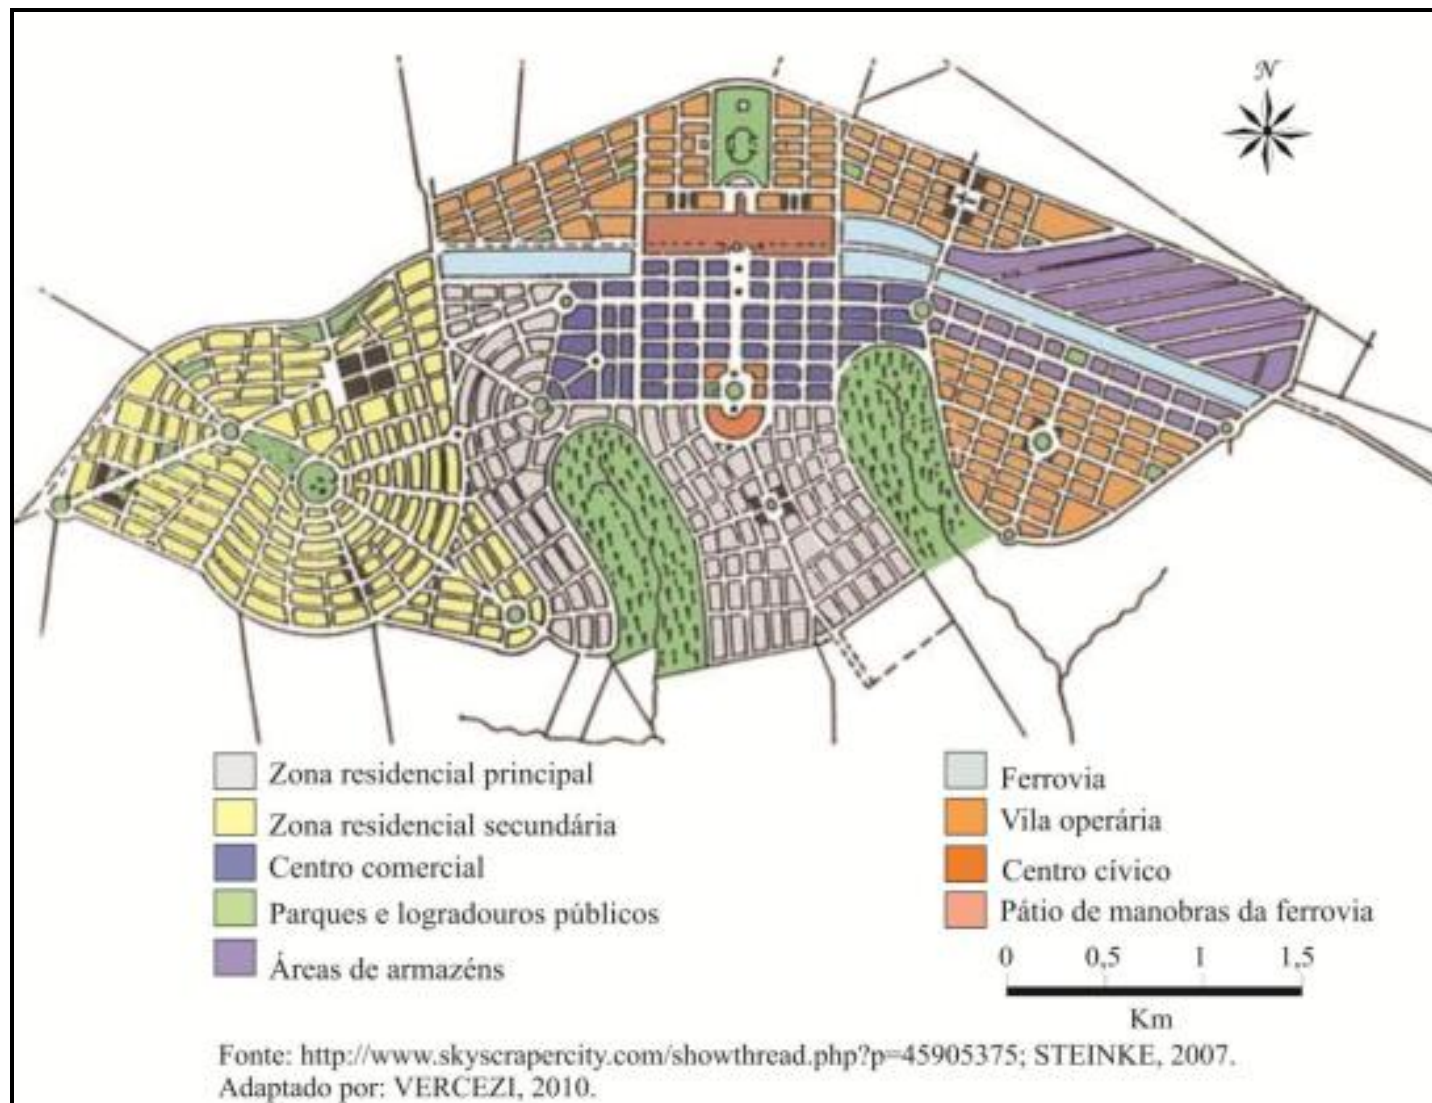 N
Zona residencial principal
Zona residencial secundária
Centro comercial
Parques e logradouros públicos
Áreas de armazéns
Ferrovia
Vila operária
Centro cívico
Pátio de manobras da ferrovia
0 0,5 1 1,5
Km
Fonte: http://www.skyscrapercity.com/showthread.php?p=45905375; STEINKE, 2007.
Adaptado por: VERCEZI, 2010.